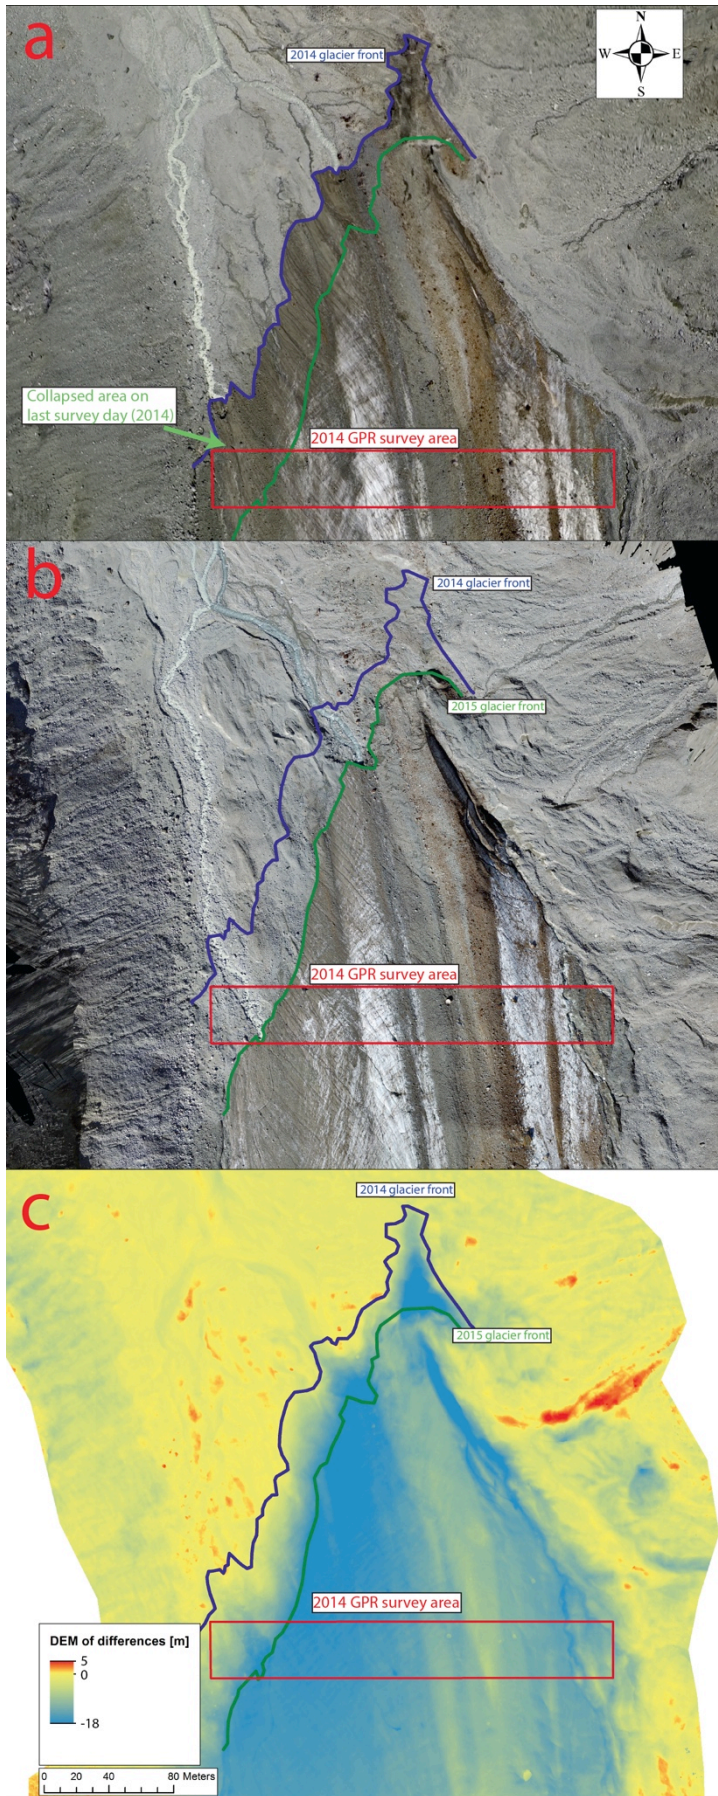 a
2014 glacier front
N
W E
S
Collapsed area on
last survey day (2014)
2014 GPR survey area
b
2014 glacier front
2015 glacier front
2014 GPR survey area
c
2014 glacier front
2015 glacier front
2014 GPR survey area
DEM of differences [m]
5
0
-18
0 20 40 60 80 Meters